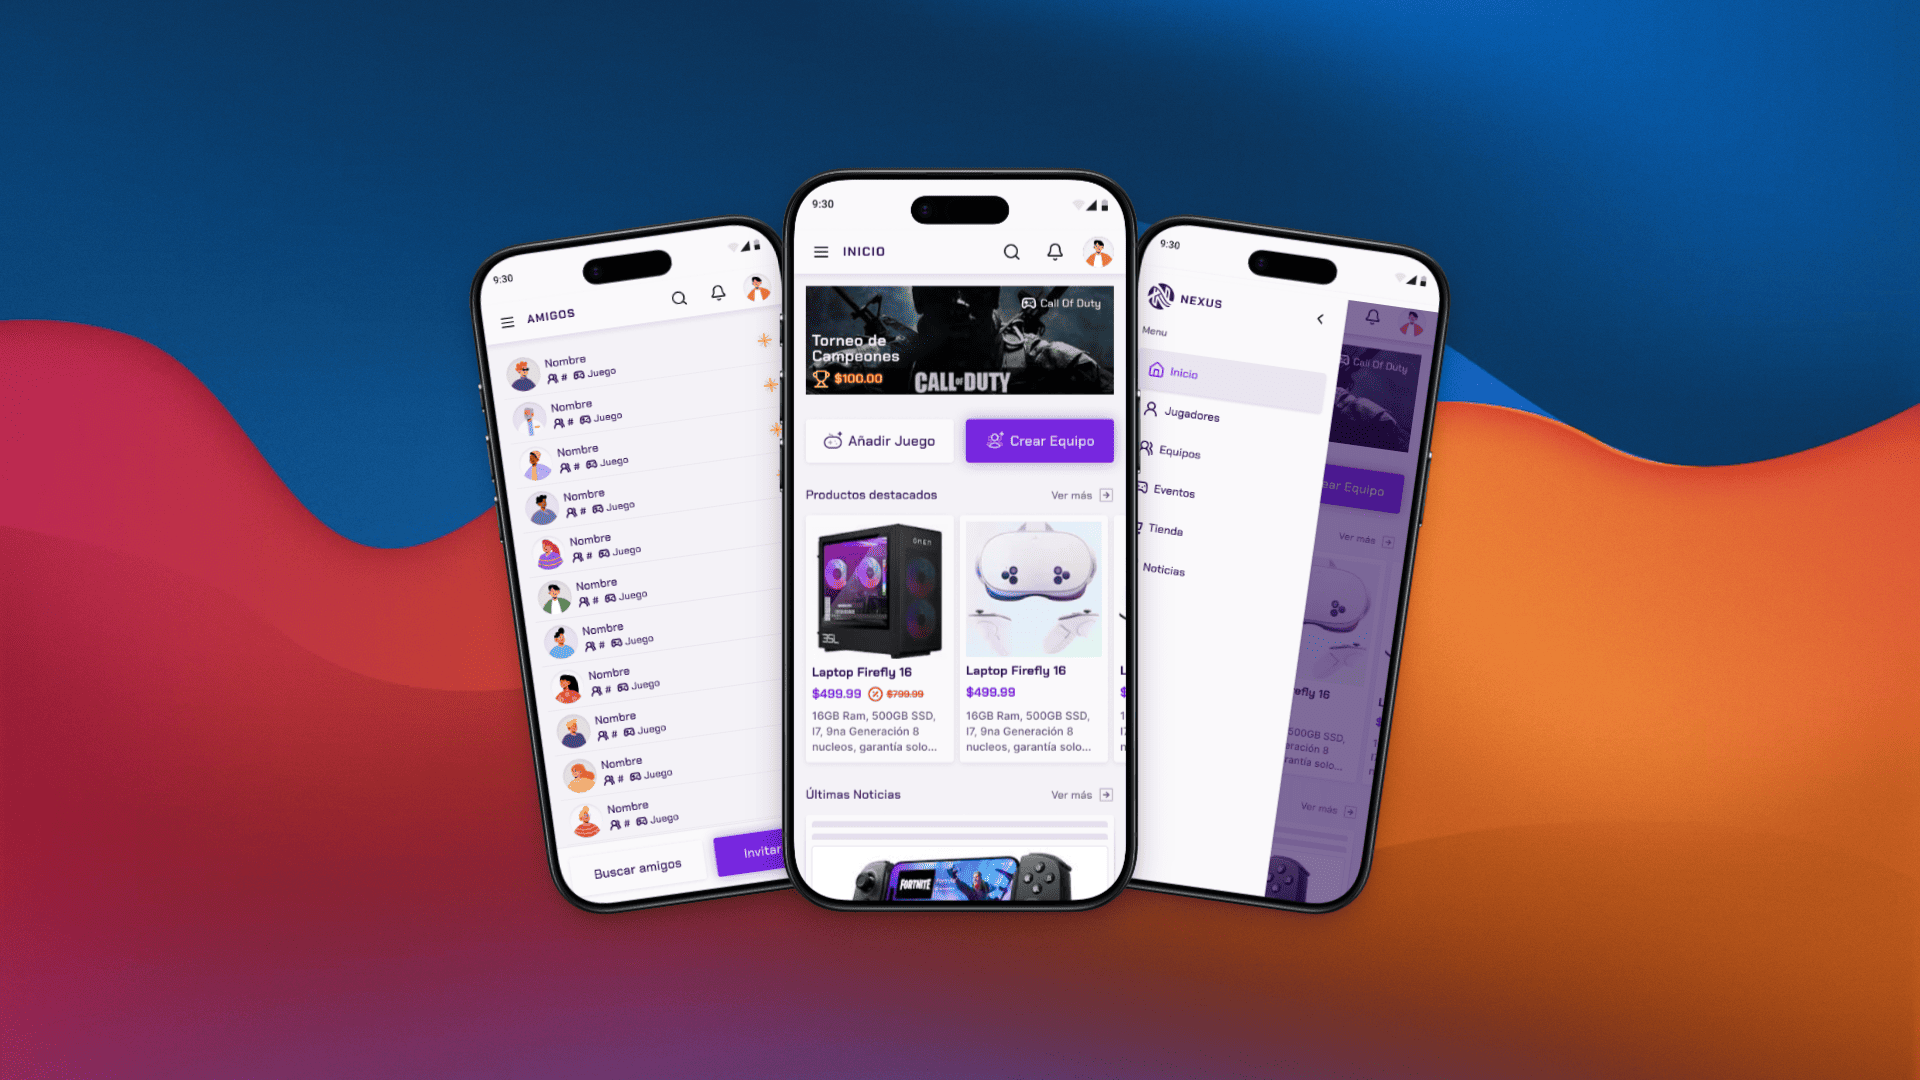 9:30
AMIGOS
Nombre
# Juego
Nombre
# Juego
Nombre
# Juego
Nombre
# Juego
Nombre
# Juego
Nombre
# Juego
Nombre
# Juego
Nombre
# Juego
Nombre
# Juego
Nombre
# Juego
Nombre
# Juego
Buscar amigos
Invitar
9:30
INICIO
Call Of Duty
Torneo de
Campeones
$100.00
CALL OF DUTY
Añadir Juego
Crear Equipo
Productos destacados
Ver más
OMEN
35L
Laptop Firefly 16
$499.99 $799.99
16GB Ram, 500GB SSD,
I7, 9na Generación 8
nucleos, garantía solo...
Laptop Firefly 16
$499.99
16GB Ram, 500GB SSD,
I7, 9na Generación 8
nucleos, garantía solo...
L
$
1
n
Últimas Noticias
Ver más
FORTNITE
Fortnite
9:30
NEXUS
Menu
Inicio
Jugadores
Equipos
Eventos
Tienda
Noticias
Call Of Duty
ear Equipo
Ver más
efly 16
500GB SSD,
eración 8
antía solo...
Ver más